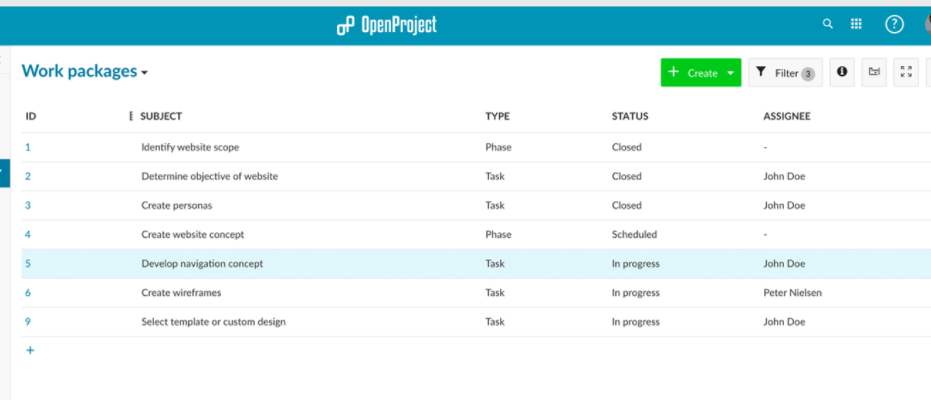 OpenProject
?
Work packages
+ Create Filter 3
ID SUBJECT TYPE STATUS ASSIGNEE
1 Identify website scope Phase Closed -
2 Determine objective of website Task Closed John Doe
3 Create personas Task Closed John Doe
4 Create website concept Phase Scheduled -
5 Develop navigation concept Task In progress John Doe
6 Create wireframes Task In progress Peter Nielsen
9 Select template or custom design Task In progress John Doe
+